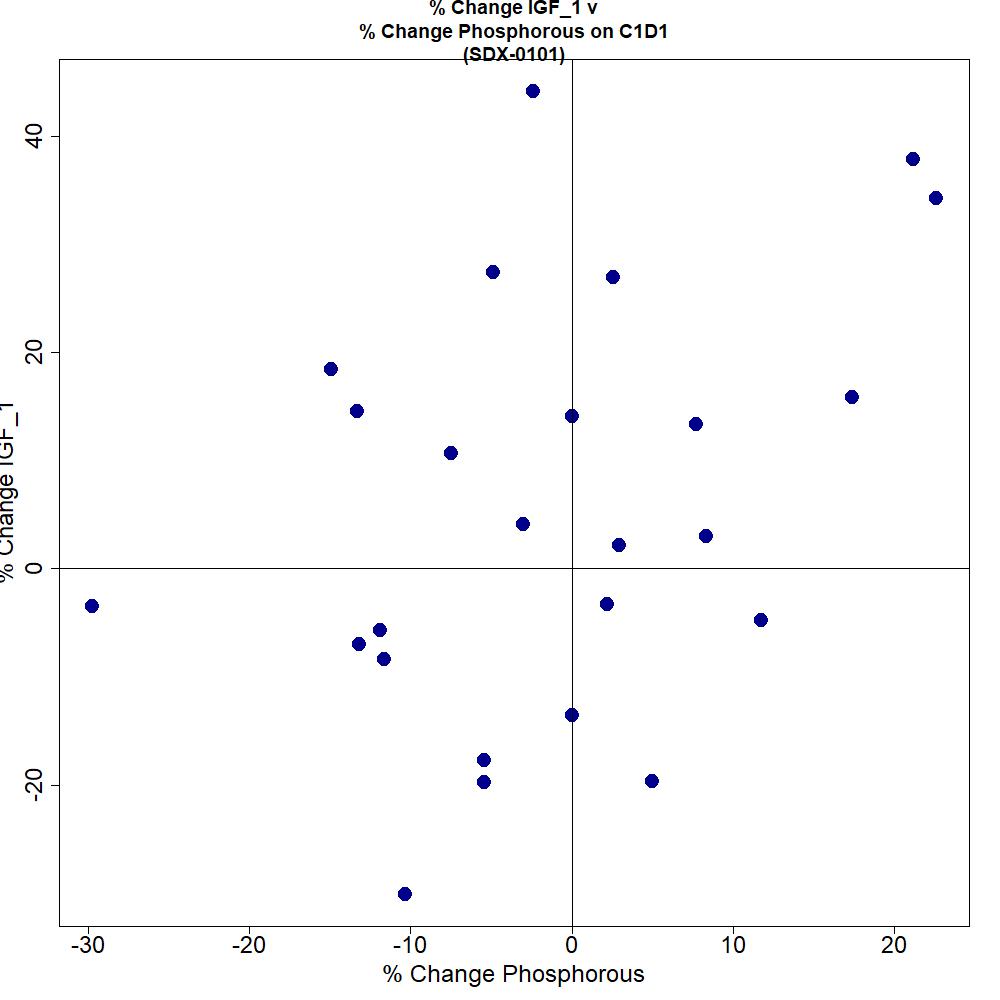 % Change IGF_1 v
% Change Phosphorous on C1D1
(SDX-0101)
% Change IGF_1
40
20
0
-20
-30
-20
-10
0
10
20
% Change Phosphorous